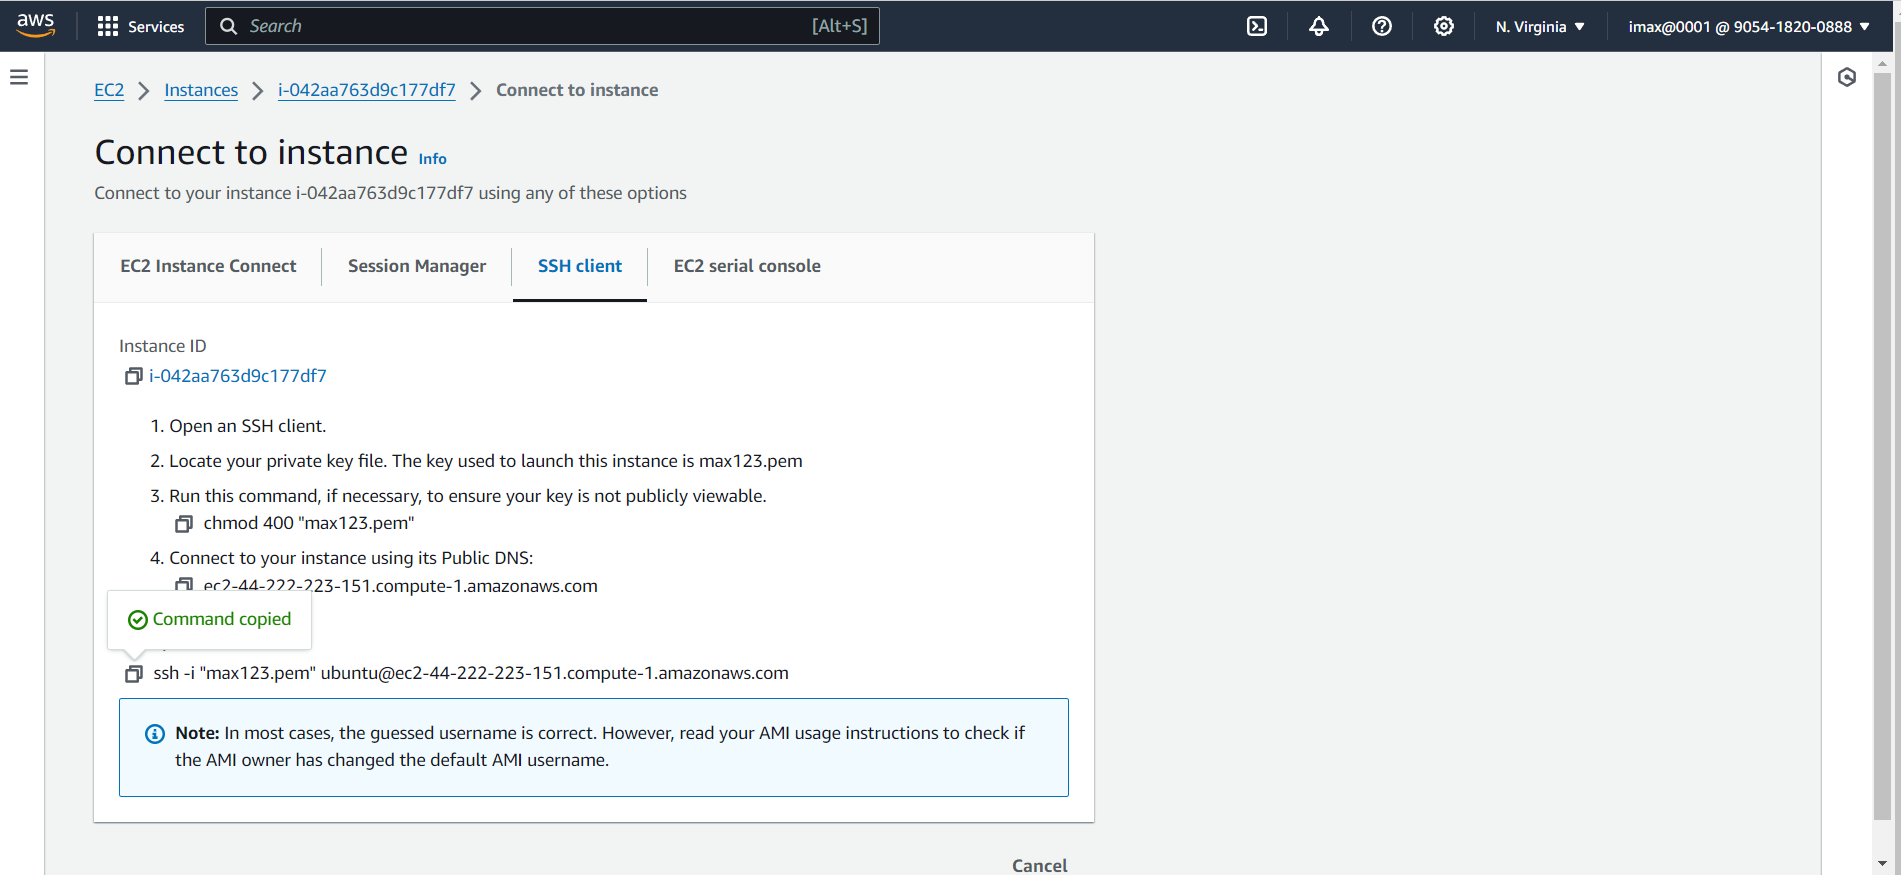 aws
Services
Search [Alt+S]
N. Virginia
imax@0001 @ 9054-1820-0888
EC2 Instances i-042aa763d9c177df7 Connect to instance
Connect to instance Info
Connect to your instance i-042aa763d9c177df7 using any of these options
EC2 Instance Connect Session Manager SSH client EC2 serial console
Instance ID
i-042aa763d9c177df7
1. Open an SSH client.
2. Locate your private key file. The key used to launch this instance is max123.pem
3. Run this command, if necessary, to ensure your key is not publicly viewable.
chmod 400 "max123.pem"
4. Connect to your instance using its Public DNS:
ec2-44-222-223-151.compute-1.amazonaws.com
Command copied
ssh -i "max123.pem" ubuntu@ec2-44-222-223-151.compute-1.amazonaws.com
Note: In most cases, the guessed username is correct. However, read your AMI usage instructions to check if
the AMI owner has changed the default AMI username.
Cancel